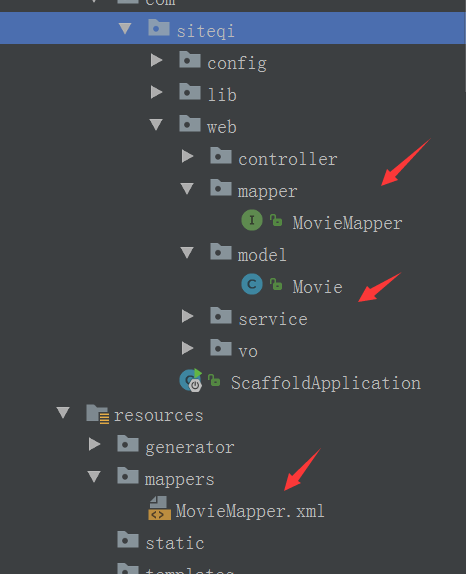 com
siteqi
config
lib
web
controller
mapper
I MovieMapper
model
C Movie
service
vo
ScaffoldApplication
resources
generator
mappers
<> MovieMapper.xml
static
templates